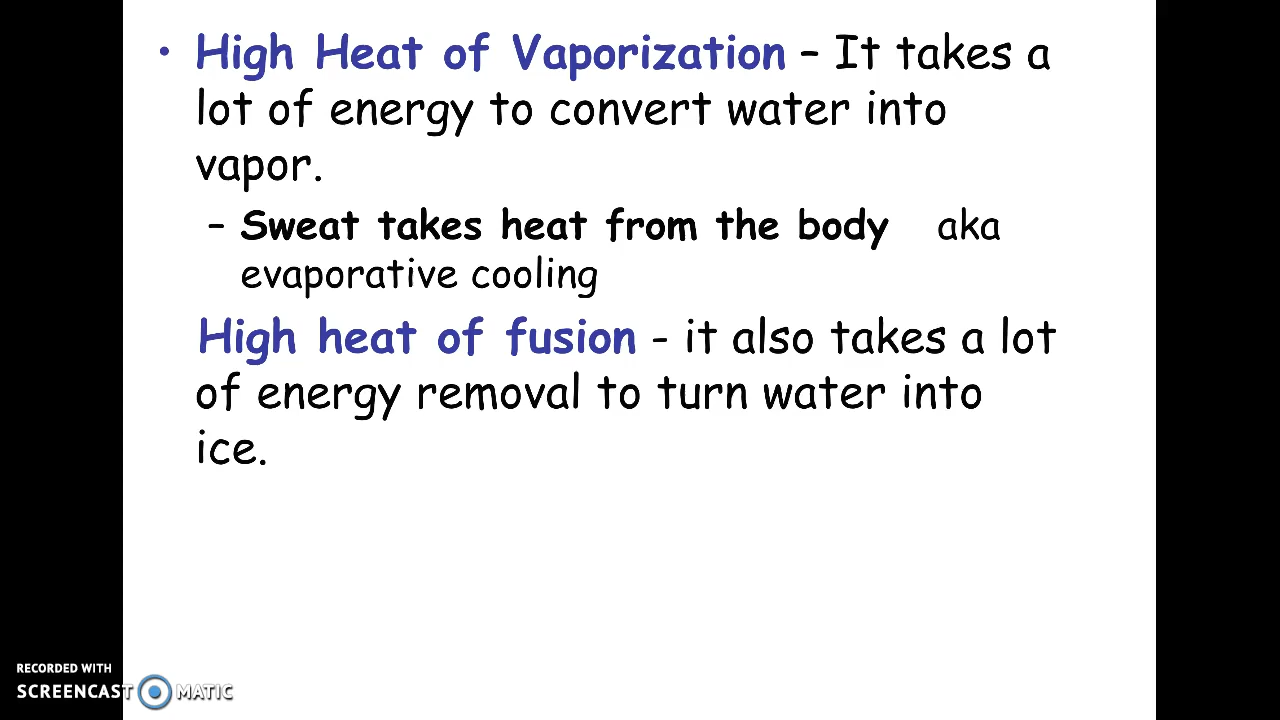 • High Heat of Vaporization – It takes a
lot of energy to convert water into
vapor.
– Sweat takes heat from the body aka
evaporative cooling
High heat of fusion - it also takes a lot
of energy removal to turn water into
ice.
RECORDED WITH
SCREENCAST MATIC